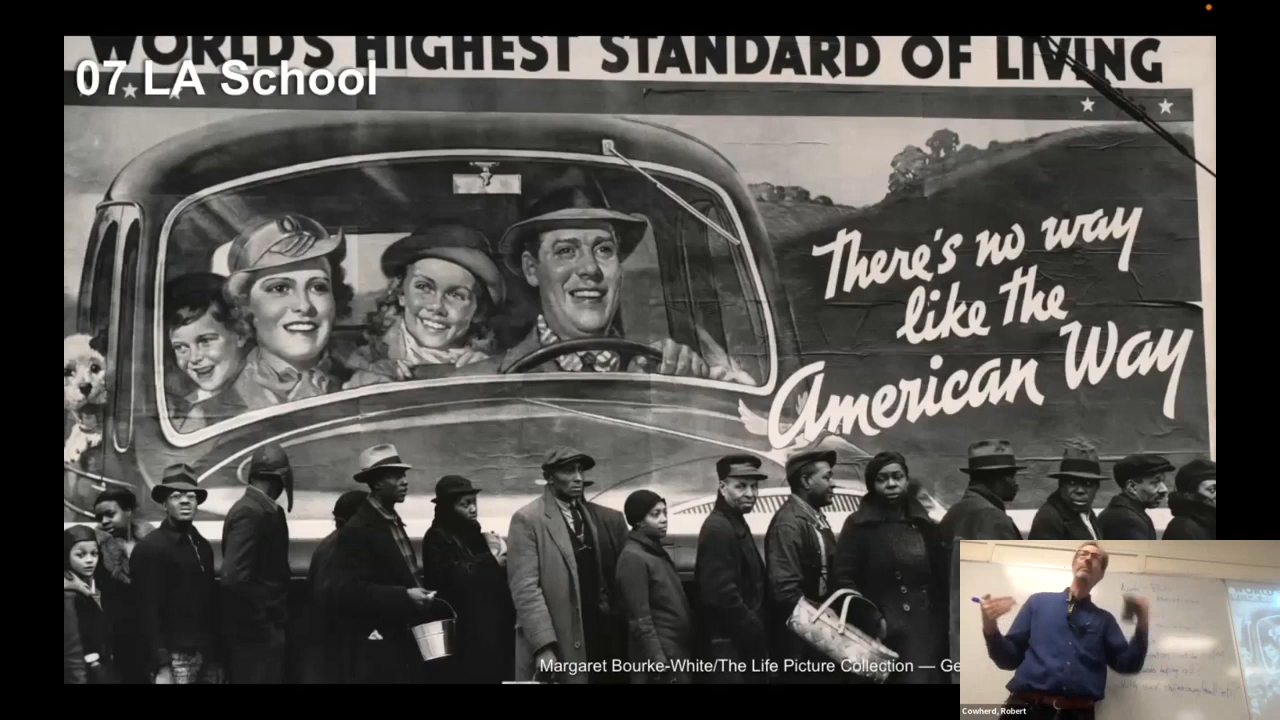 WORLD'S HIGHEST STANDARD OF LIVING
07 LA School
There's no way
like the
American Way
Margaret Bourke-White/The Life Picture Collection — Ge
Cowherd, Robert